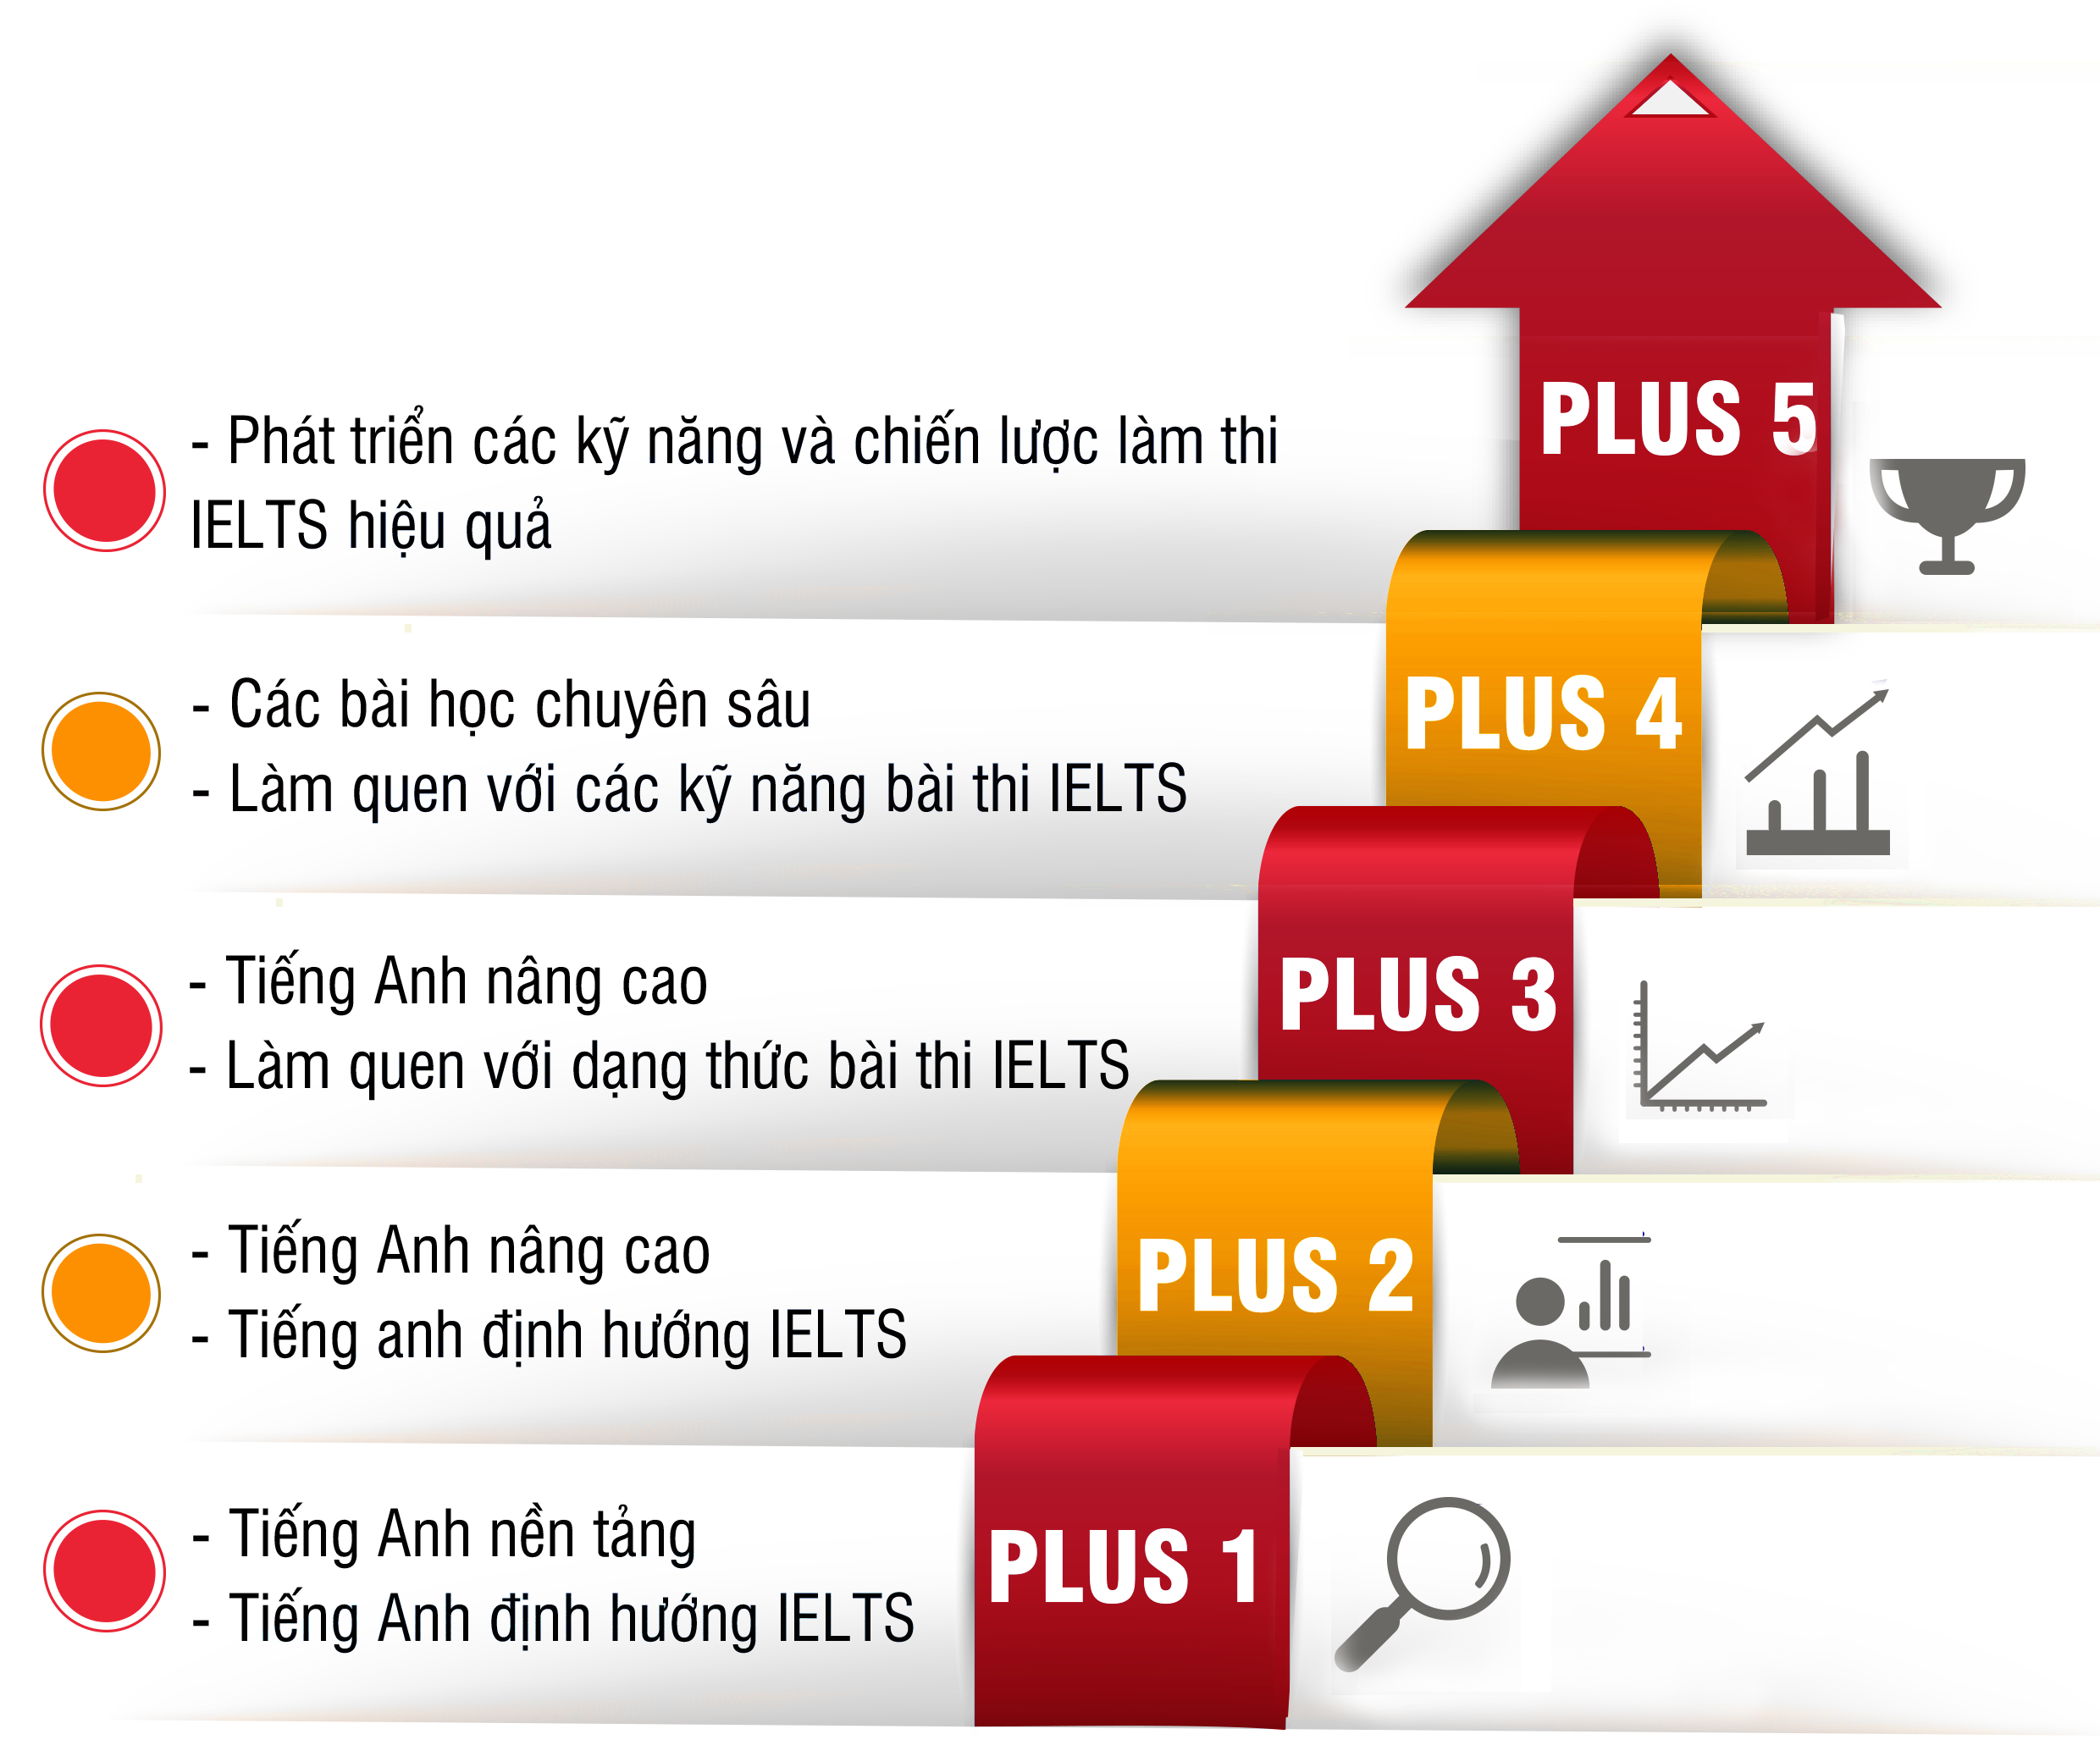 - Phát triển các kỹ năng và chiến lược làm thi
IELTS hiệu quả
PLUS 5
- Các bài học chuyên sâu
- Làm quen với các kỹ năng bài thi IELTS
PLUS 4
- Tiếng Anh nâng cao
- Làm quen với dạng thức bài thi IELTS
PLUS 3
- Tiếng Anh nâng cao
- Tiếng anh định hướng IELTS
PLUS 2
- Tiếng Anh nền tảng
- Tiếng Anh định hướng IELTS
PLUS 1